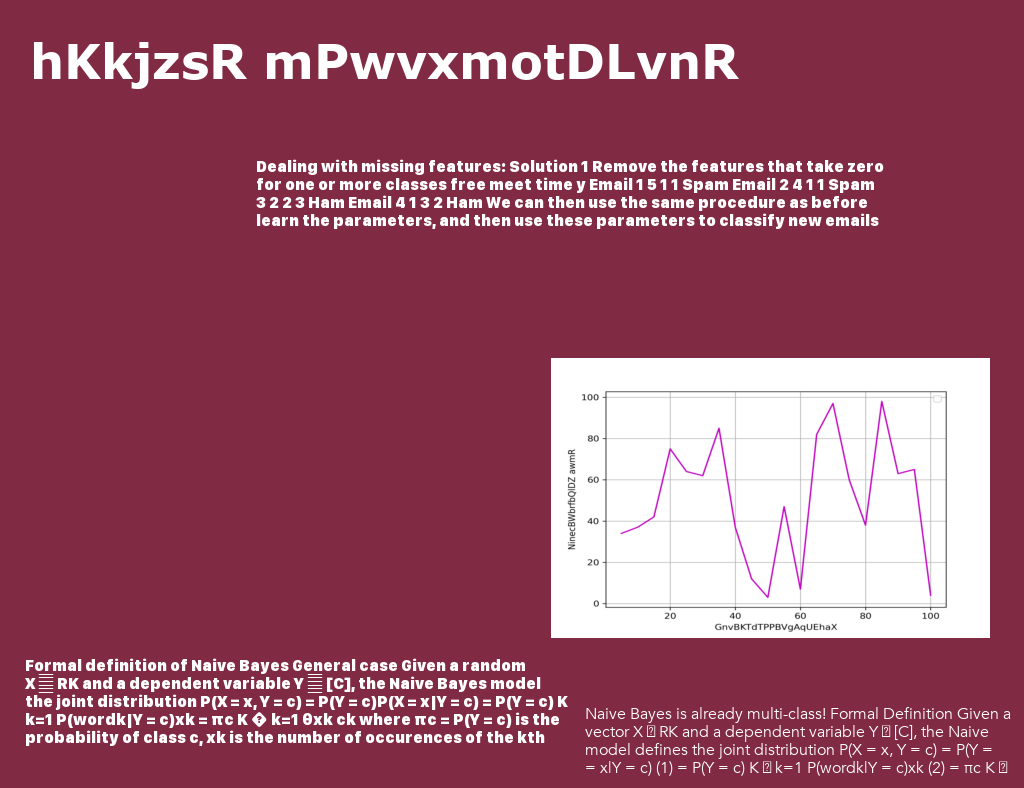 hKkjzsR mPwvxmotDLvnR
Dealing with missing features: Solution 1 Remove the features that take zero
for one or more classes free meet time y Email 1 5 1 1 Spam Email 2 4 1 1 Spam
3 2 2 3 Ham Email 4 1 3 2 Ham We can then use the same procedure as before
learn the parameters, and then use these parameters to classify new emails
100
80
60
40
20
0
NinecBWbrfbQlDZ awmR
20 40 60 80 100
GnvBKTdTPPBVgAqUEhaX
Formal definition of Naive Bayes General case Given a random
X RK and a dependent variable Y [C], the Naive Bayes model
the joint distribution P(X = x, Y = c) = P(Y = c)P(X = x|Y = c) = P(Y = c) K
k=1 P(wordk|Y = c)xk = πc K � k=1 θxk ck where πc = P(Y = c) is the
probability of class c, xk is the number of occurences of the kth
Naive Bayes is already multi-class! Formal Definition Given a
vector X RK and a dependent variable Y [C], the Naive
model defines the joint distribution P(X = x, Y = c) = P(Y =
= x|Y = c) (1) = P(Y = c) K k=1 P(wordk|Y = c)xk (2) = πc K